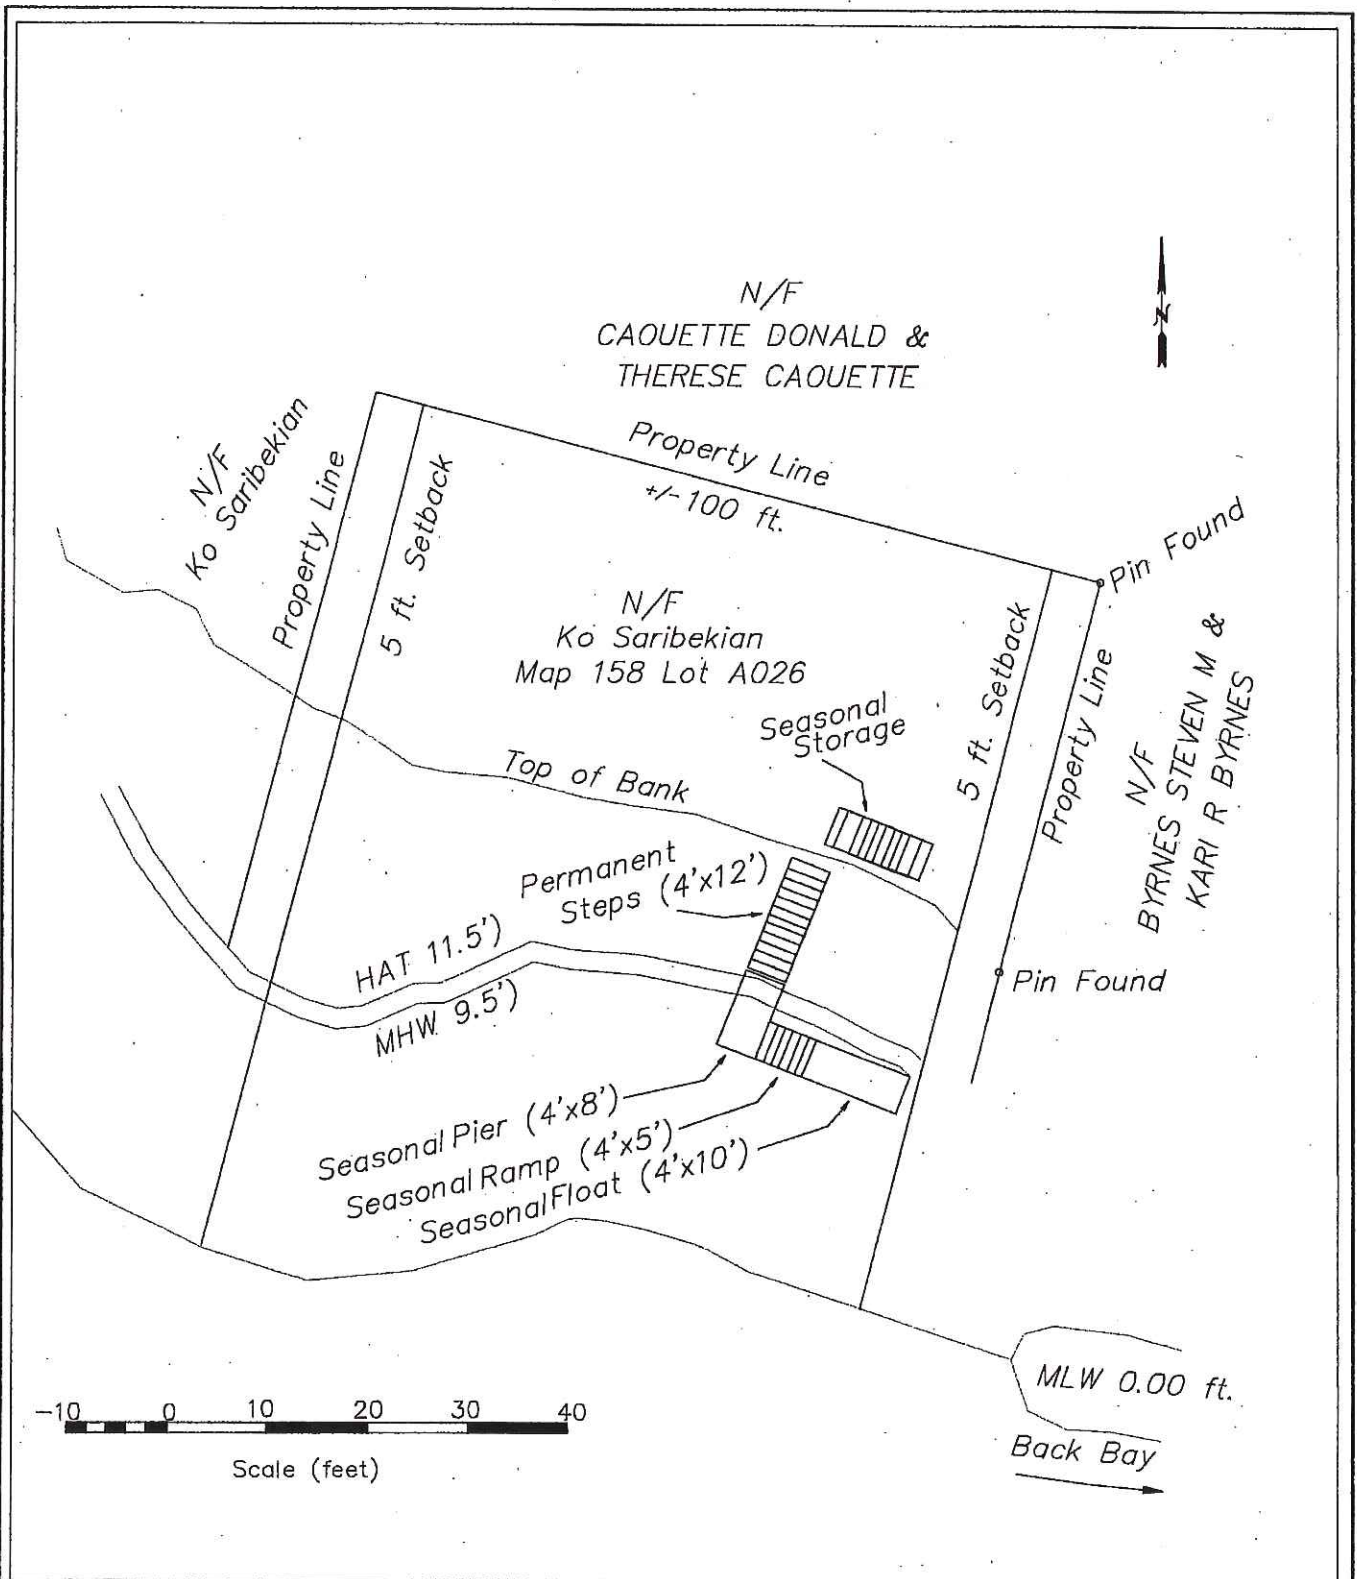 N/F
CAOUETTE DONALD &
THERESE CAOUETTE
N
N/F
Ko Saribekian
Property Line
5 ft. Setback
Property Line
+/-100 ft.
Pin Found
N/F
Ko Saribekian
Map 158 Lot A026
5 ft. Setback
Property Line
N/F
BYRNES STEVEN M &
KARI R BYRNES
Seasonal
Storage
Top of Bank
Permanent
Steps (4'x12')
HAT 11.5')
MHW 9.5')
Pin Found
Seasonal Pier (4'x8')
Seasonal Ramp (4'x5')
Seasonal Float (4'x10')
MLW 0.00 ft.
Back Bay
-10 0 10 20 30 40
Scale (feet)